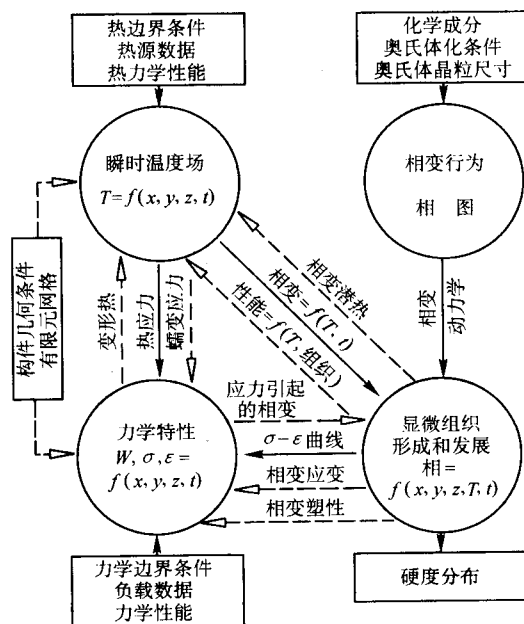 热边界条件
热源数据
热力学性能
化学成分
奥氏体化条件
奥氏体晶粒尺寸
瞬时温度场
T=f(x,y,z,t)
相变行为
相 图
构件几何条件
有限元网格
变形热
热应力
蠕变应力
性能=f(T,组织)
相变=f(T,t)
相变潜热
相变
动力学
应力引起
的相变
力学特性
W,σ,ε=
f(x,y,z,t)
σ-ε曲线
相变应变
相变塑性
显微组织
形成和发展
相=
f(x,y,z,T,t)
力学边界条件
负载数据
力学性能
硬度分布